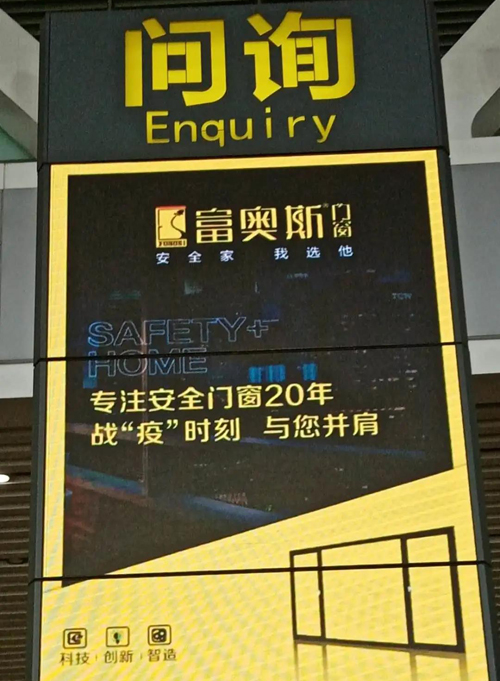 问询
Enquiry
富奥斯®门窗
安全家 我选他
SAFETY+
HOME
专注安全门窗20年
战“疫”时刻 与您并肩
科技 创新 智造